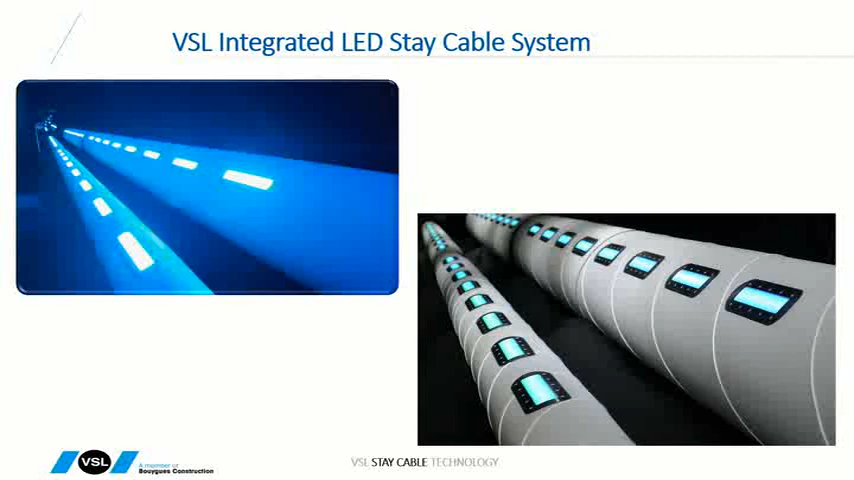 VSL Integrated LED Stay Cable System
VSL
A member of
Bouygues Construction
VSL STAY CABLE TECHNOLOGY